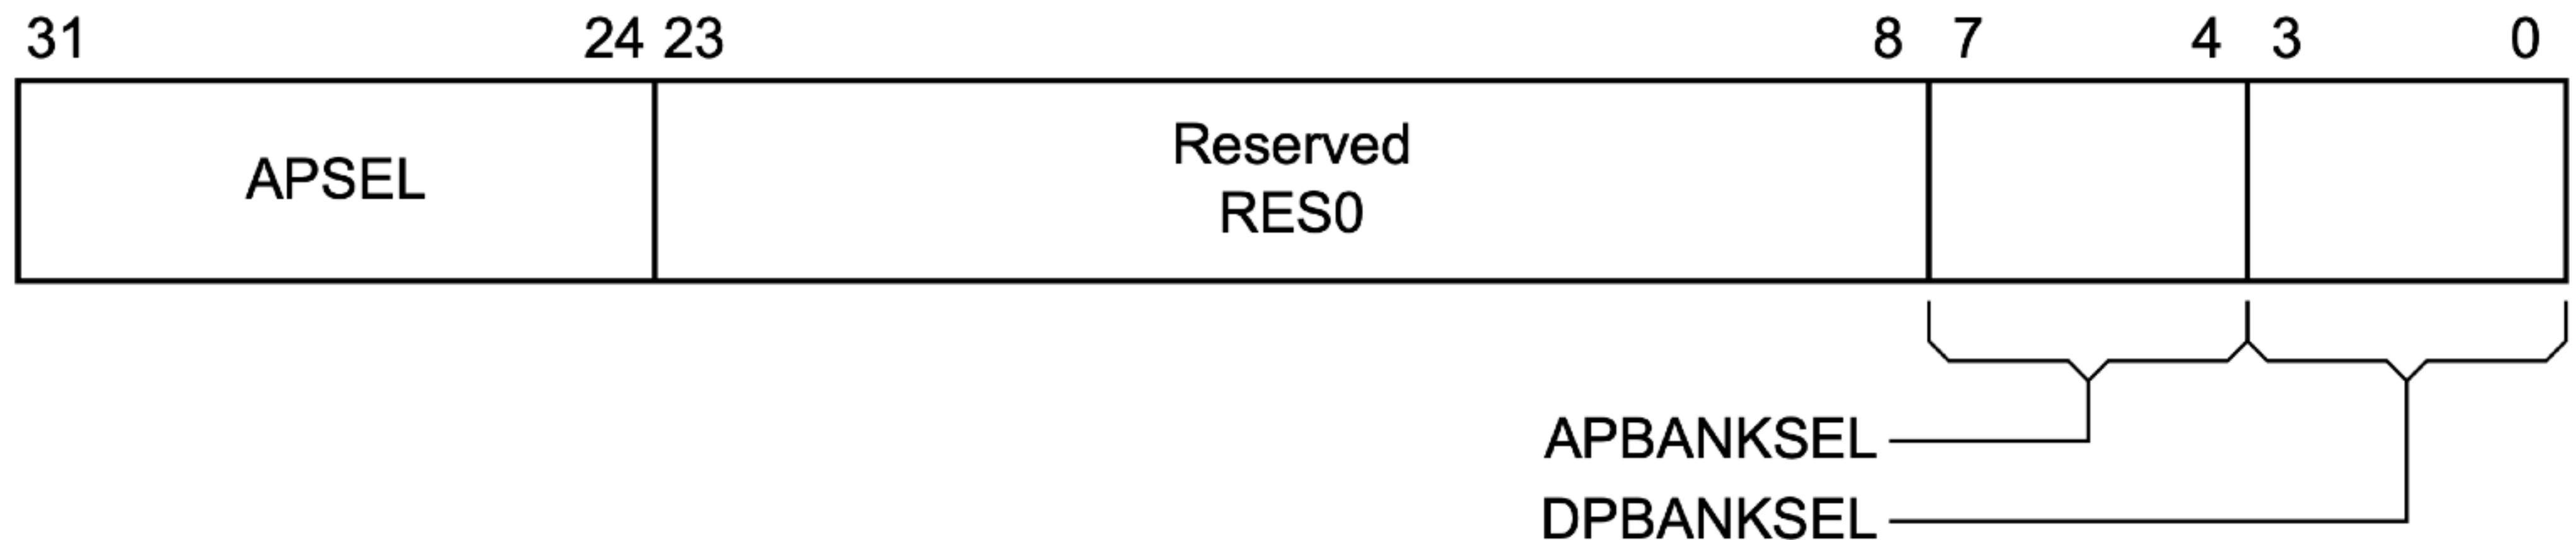 31 24 23 8 7 4 3 0
APSEL
Reserved
RES0
APBANKSEL
DPBANKSEL